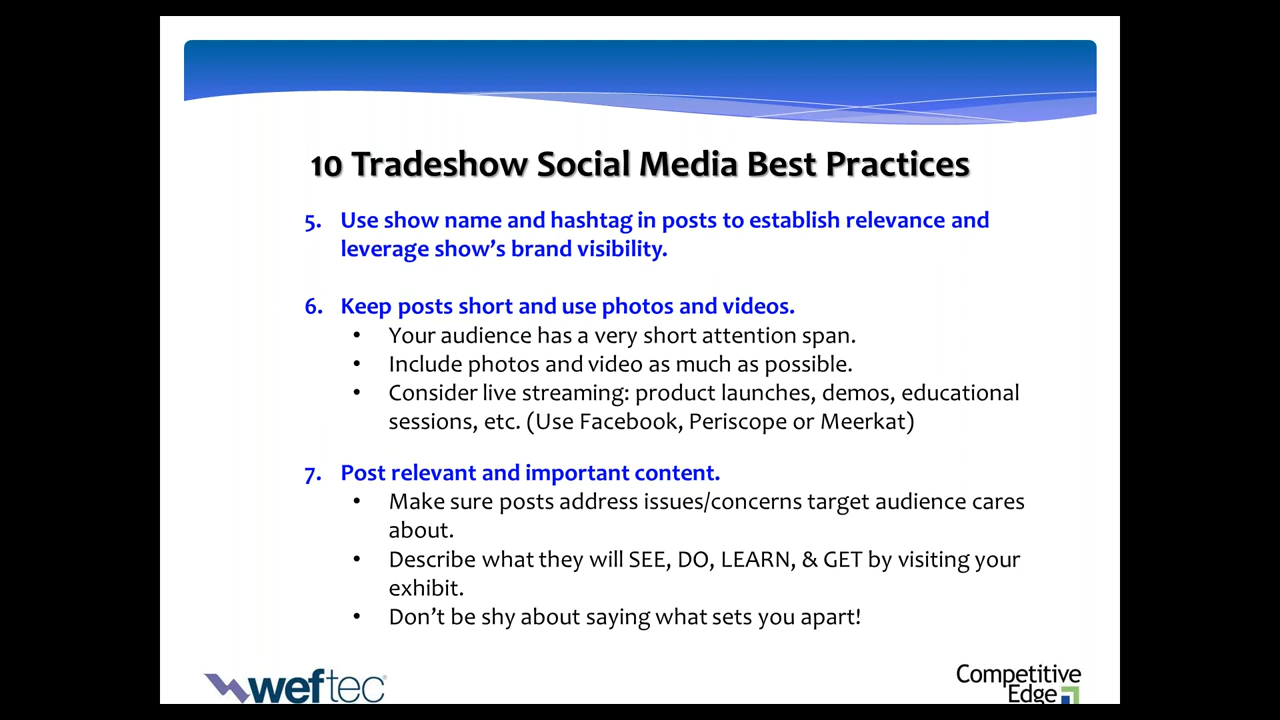 10 Tradeshow Social Media Best Practices
5. Use show name and hashtag in posts to establish relevance and
leverage show's brand visibility.
6. Keep posts short and use photos and videos.
• Your audience has a very short attention span.
• Include photos and video as much as possible.
• Consider live streaming: product launches, demos, educational
sessions, etc. (Use Facebook, Periscope or Meerkat)
7. Post relevant and important content.
• Make sure posts address issues/concerns target audience cares
about.
• Describe what they will SEE, DO, LEARN, & GET by visiting your
exhibit.
• Don't be shy about saying what sets you apart!
weftec®
Competitive
Edge